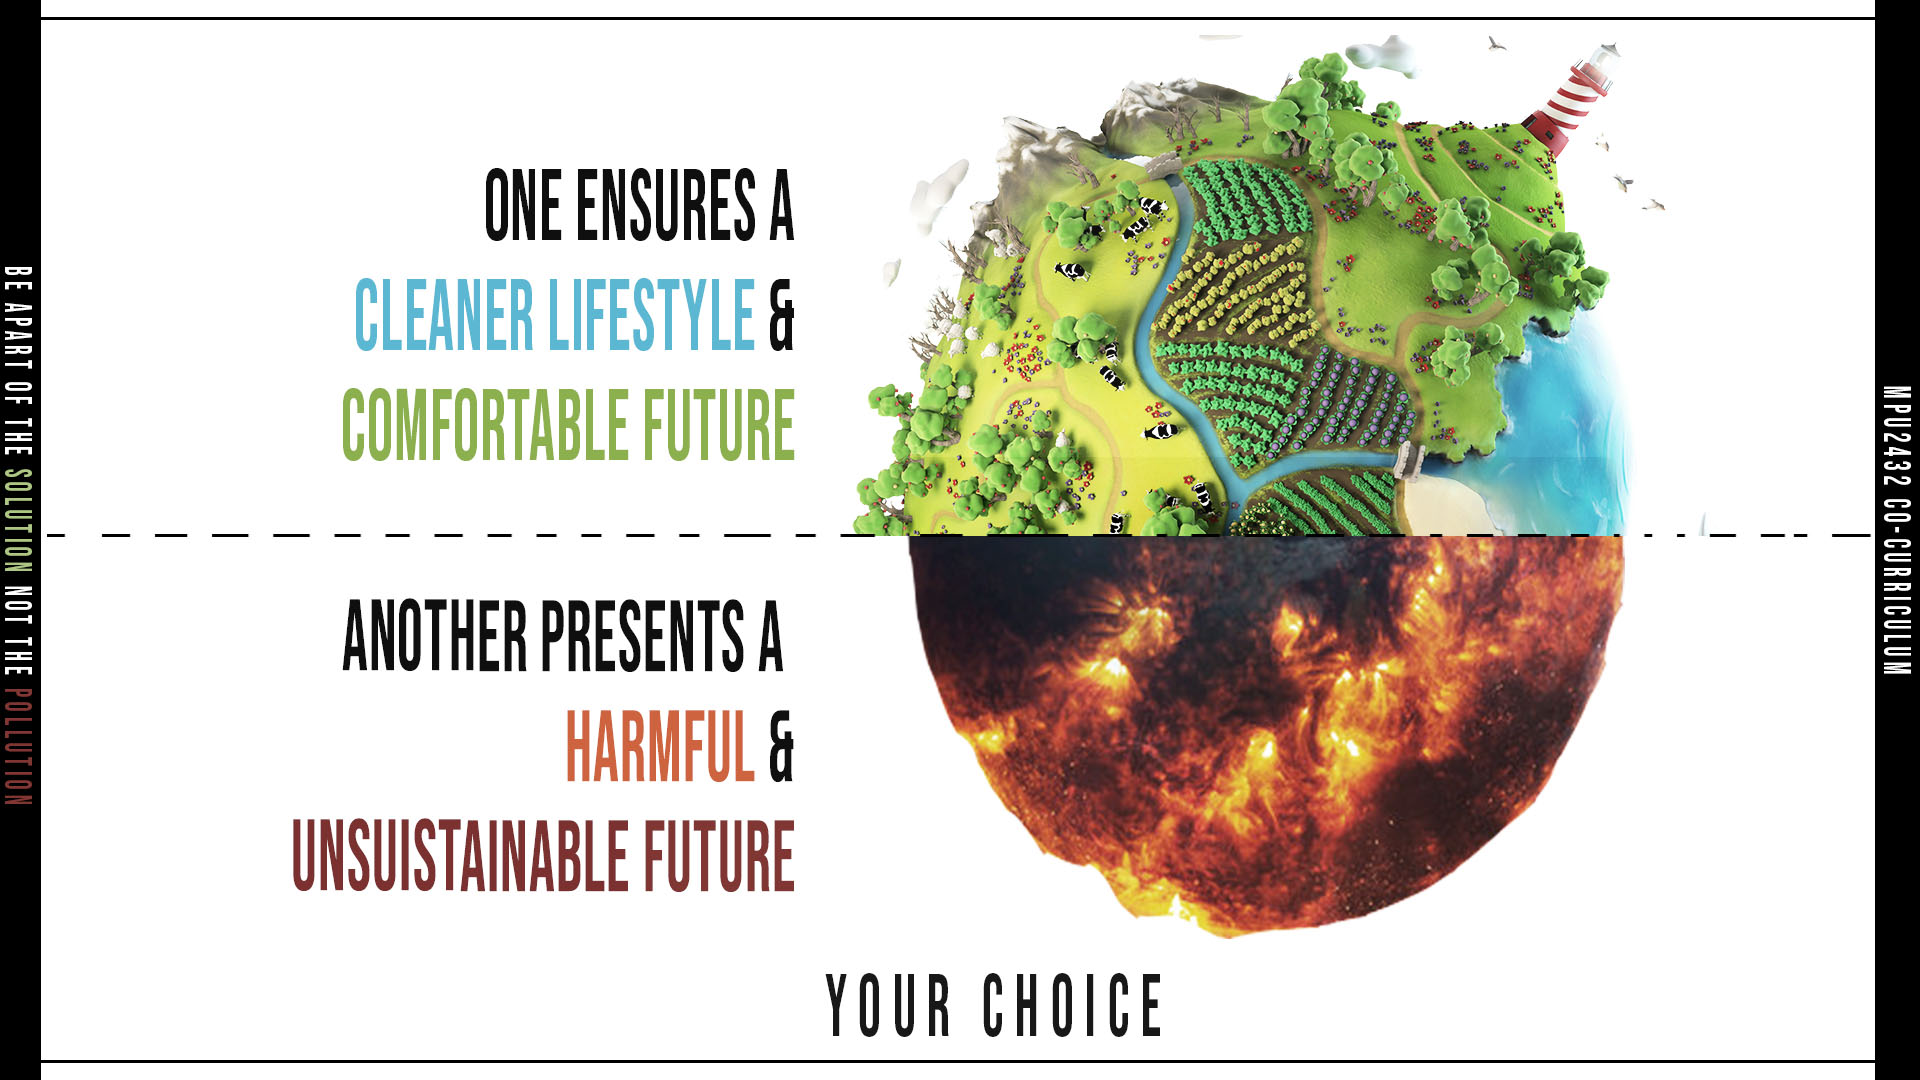 BE APART OF THE SOLUTION NOT THE POLLUTION
ONE ENSURES A
CLEANER LIFESTYLE &
COMFORTABLE FUTURE
ANOTHER PRESENTS A
HARMFUL &
UNSUISTAINABLE FUTURE
YOUR CHOICE
MPU2432 CO-CURRICULUM